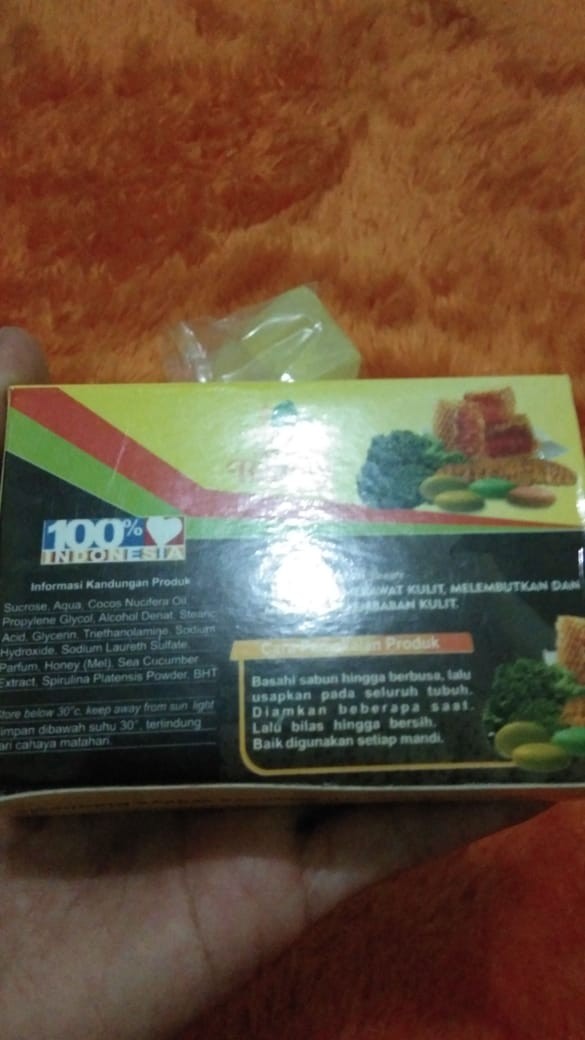 100%
INDONESIA
Informasi Kandungan Produk
Sucrose, Aqua, Cocos Nucifera Oil,
Propylene Glycol, Alcohol Denat, Stearic
Acid, Glycerin, Triethanolamine, Sodium
Hydroxide, Sodium Laureth Sulfate,
Parfum, Honey (Mel), Sea Cucumber
Extract, Spirulina Platensis Powder, BHT
Store below 30°c, keep away from sun light
impan dibawah suhu 30°, terlindung
ari cahaya matahari.
KULIT, MELEMBUTKAN DAN
KULIT.
Produk
Basahi sabun hingga berbusa, lalu
usapkan pada seluruh tubuh.
Diamkan beberapa saat.
Lalu bilas hingga bersih.
Baik digunakan setiap mandi.